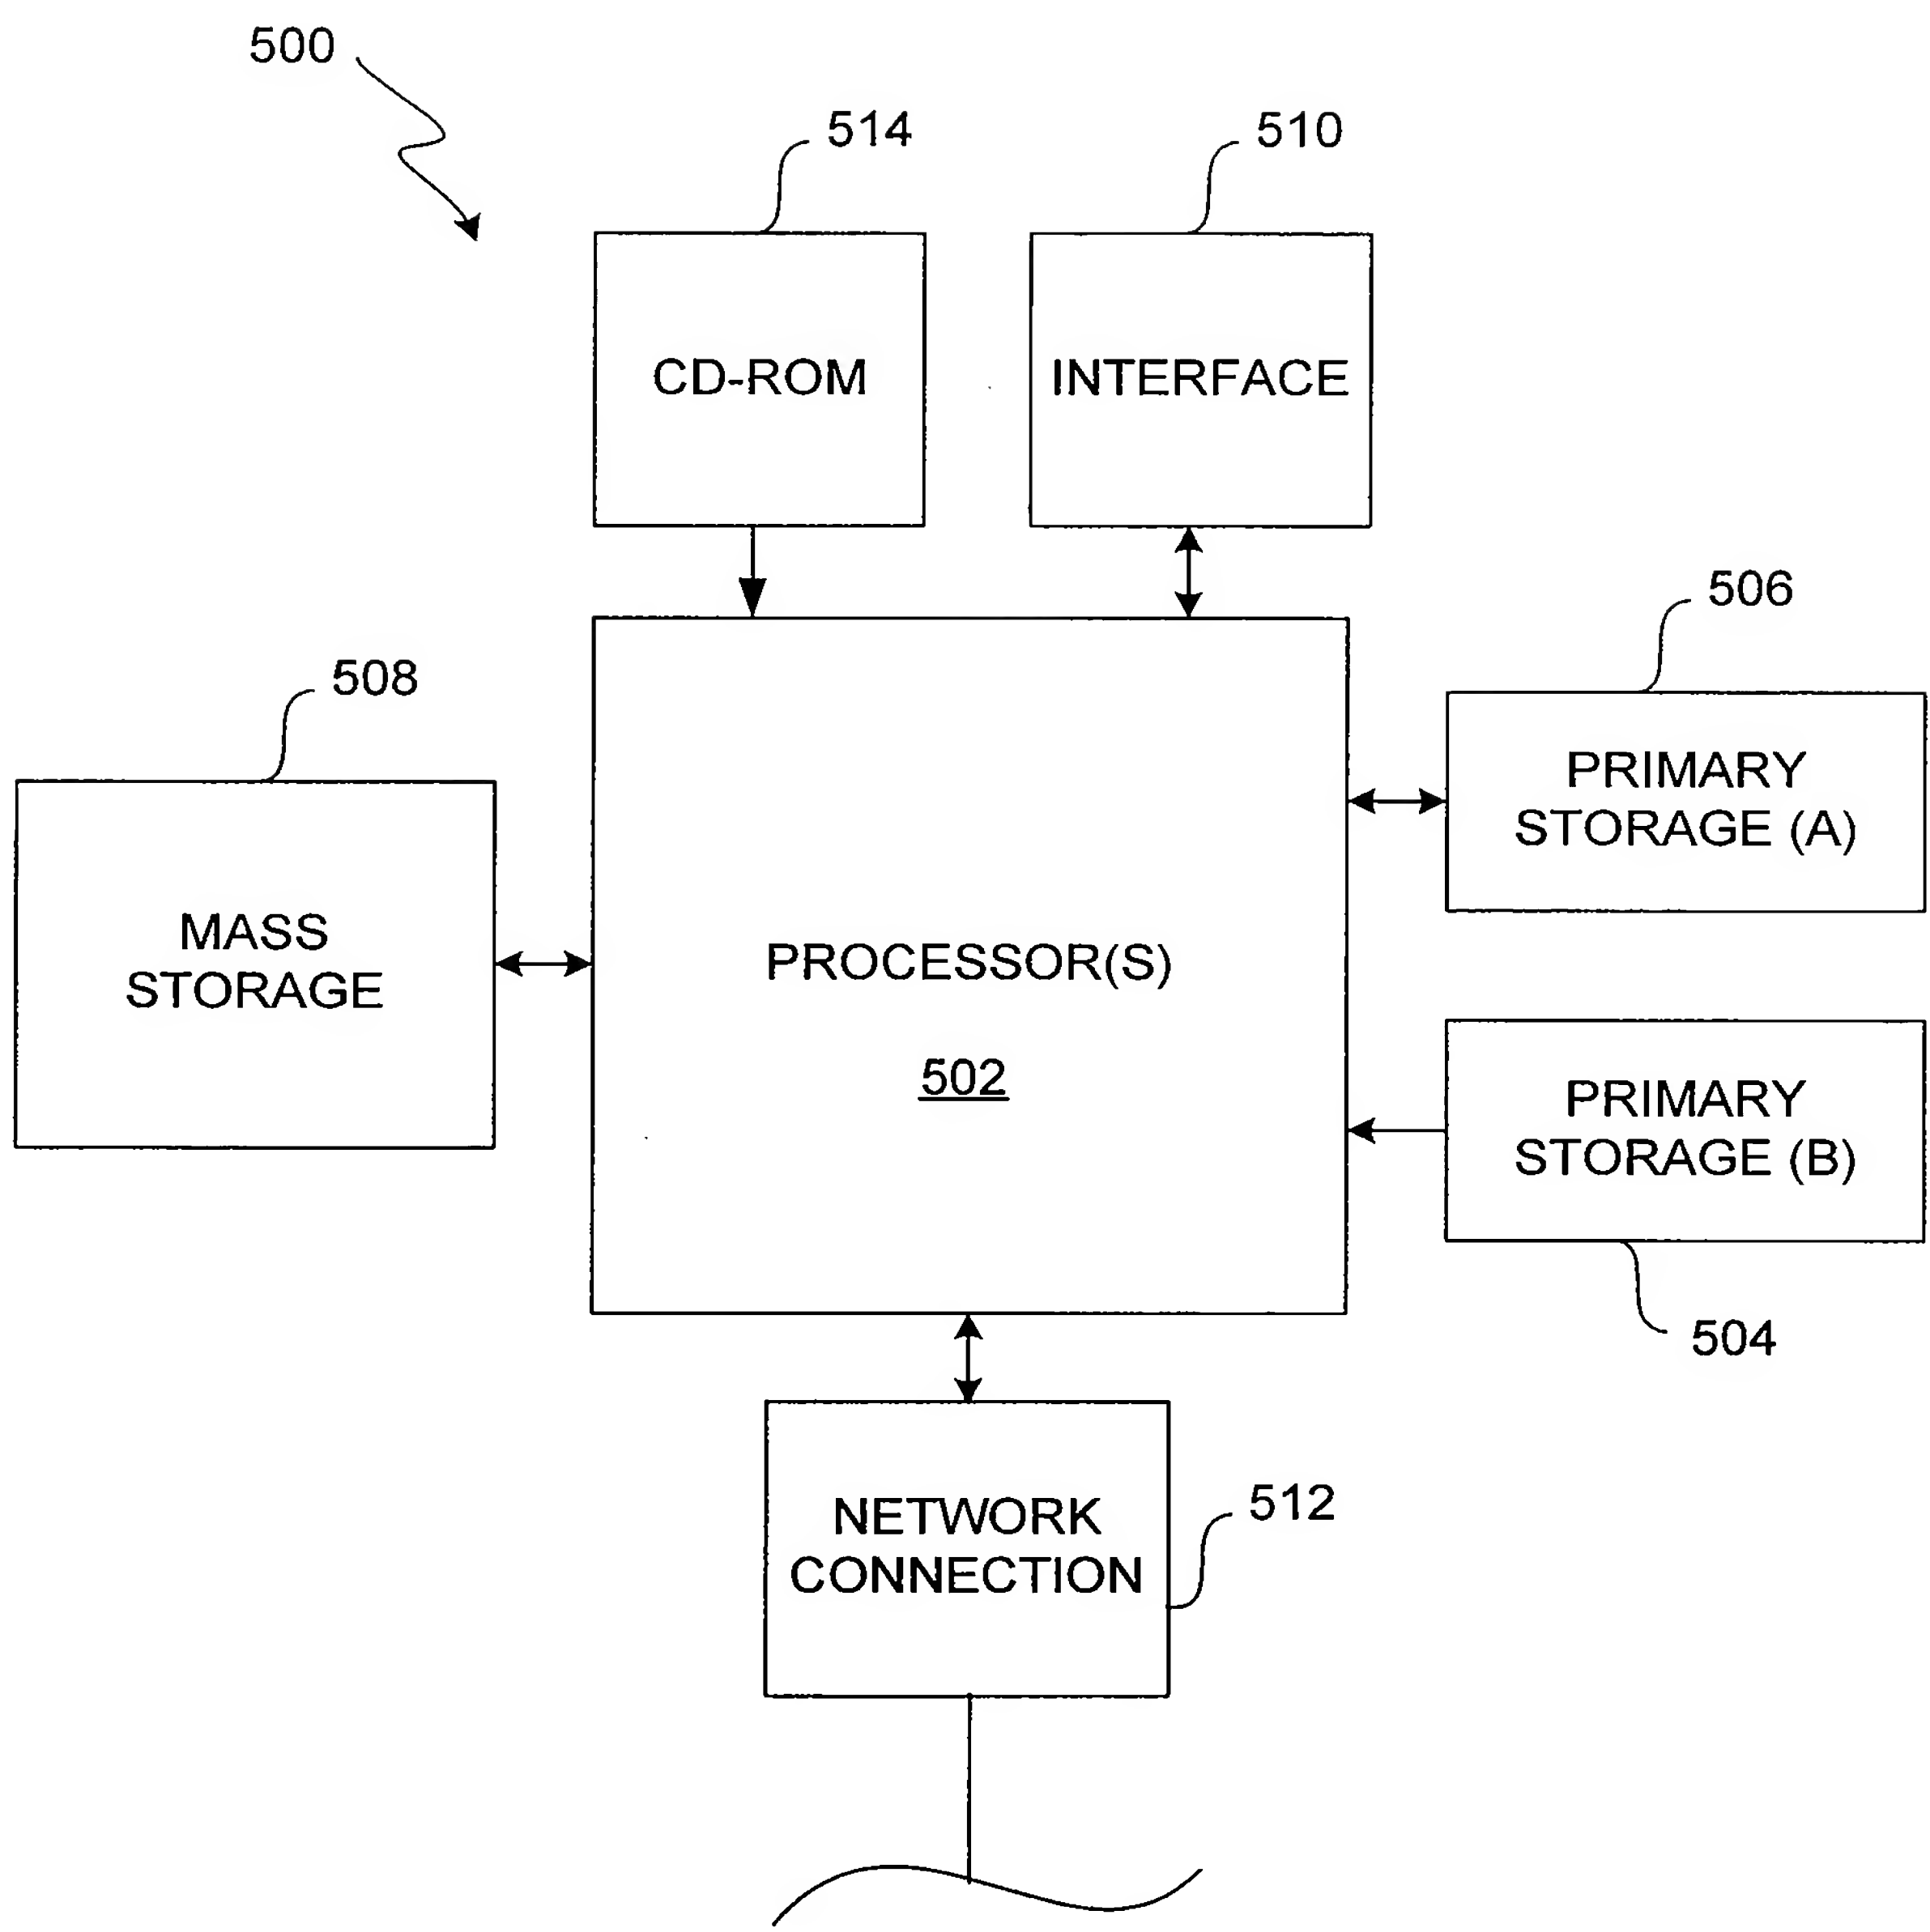 500
514
510
CD-ROM
INTERFACE
506
508
PRIMARY
STORAGE (A)
MASS
STORAGE
PROCESSOR(S)
502
PRIMARY
STORAGE (B)
504
NETWORK
CONNECTION
512